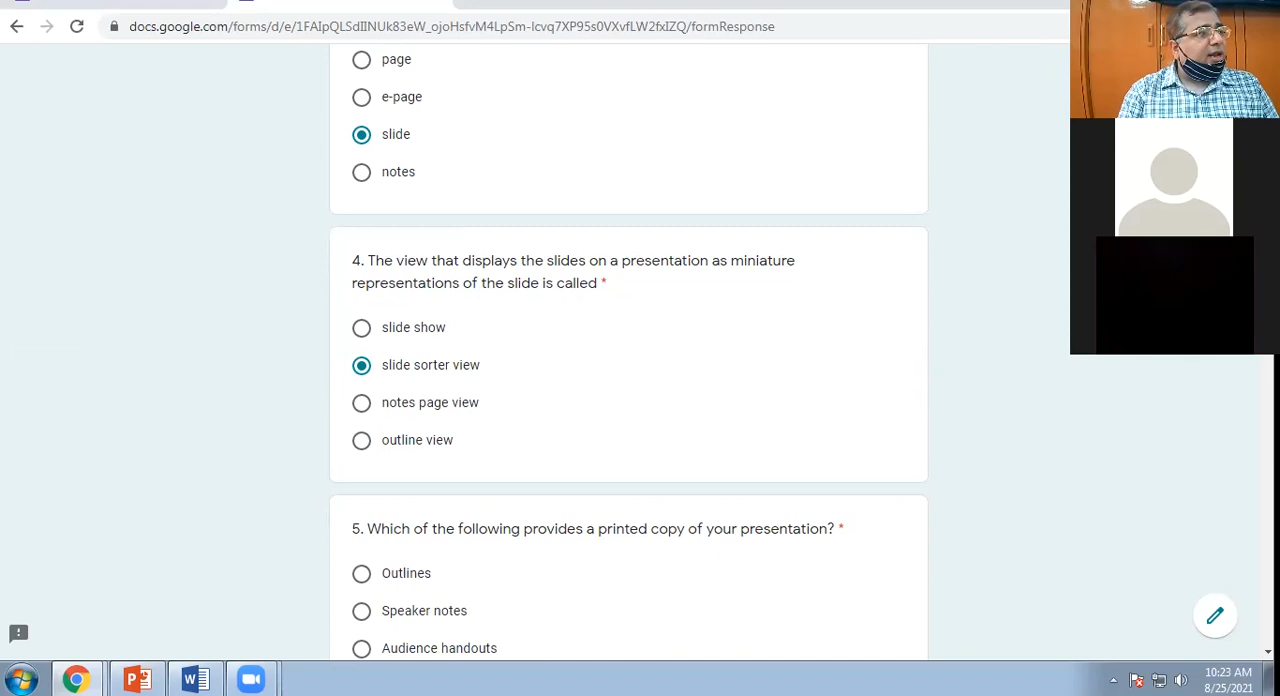 docs.google.com/forms/d/e/1FAIpQLSdIINUk83eW_ojoHsfvM4LpSm-lcvq7XP95s0VXvfLW2fxIZQ/formResponse
page
e-page
slide
notes
4. The view that displays the slides on a presentation as miniature
representations of the slide is called *
slide show
slide sorter view
notes page view
outline view
5. Which of the following provides a printed copy of your presentation? *
Outlines
Speaker notes
Audience handouts
10:23 AM
8/25/2021